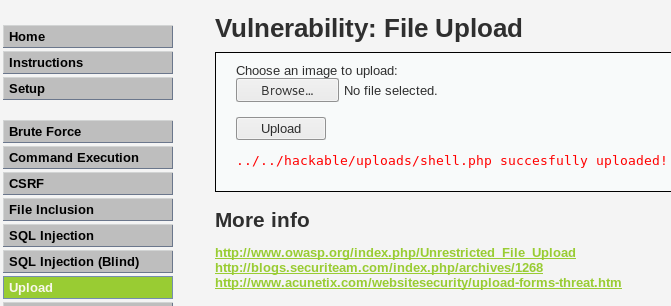 Home
Instructions
Setup
Brute Force
Command Execution
CSRF
File Inclusion
SQL Injection
SQL Injection (Blind)
Upload
Vulnerability: File Upload
Choose an image to upload:
Browse... No file selected.
Upload
../../hackable/uploads/shell.php succesfully uploaded!
More info
http://www.owasp.org/index.php/Unrestricted_File_Upload
http://blogs.securiteam.com/index.php/archives/1268
http://www.acunetix.com/websitesecurity/upload-forms-threat.htm